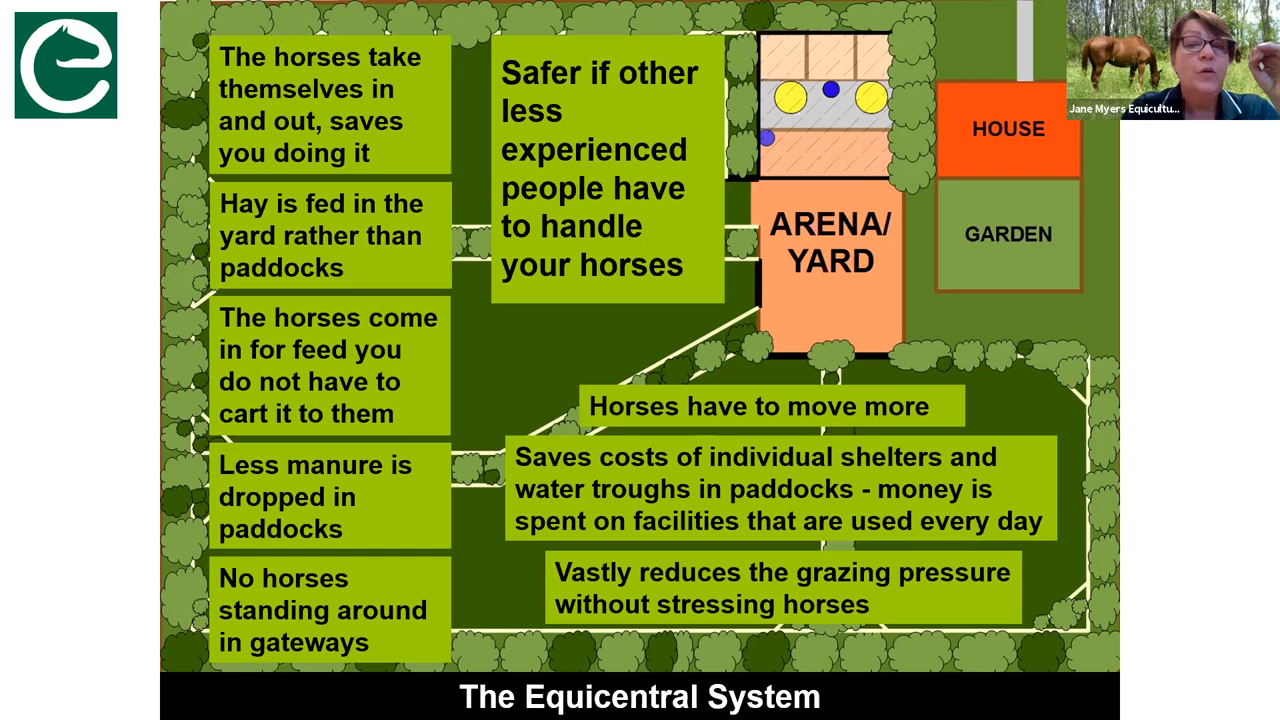 The horses take
themselves in
and out, saves
you doing it
Hay is fed in the
yard rather than
paddocks
The horses come
in for feed you
do not have to
cart it to them
Less manure is
dropped in
paddocks
No horses
standing around
in gateways
Safer if other
less
experienced
people have
to handle
your horses
ARENA/
YARD
HOUSE
GARDEN
Horses have to move more
Saves costs of individual shelters and
water troughs in paddocks - money is
spent on facilities that are used every day
Vastly reduces the grazing pressure
without stressing horses
The Equicentral System
Jane Myers Equicultu...